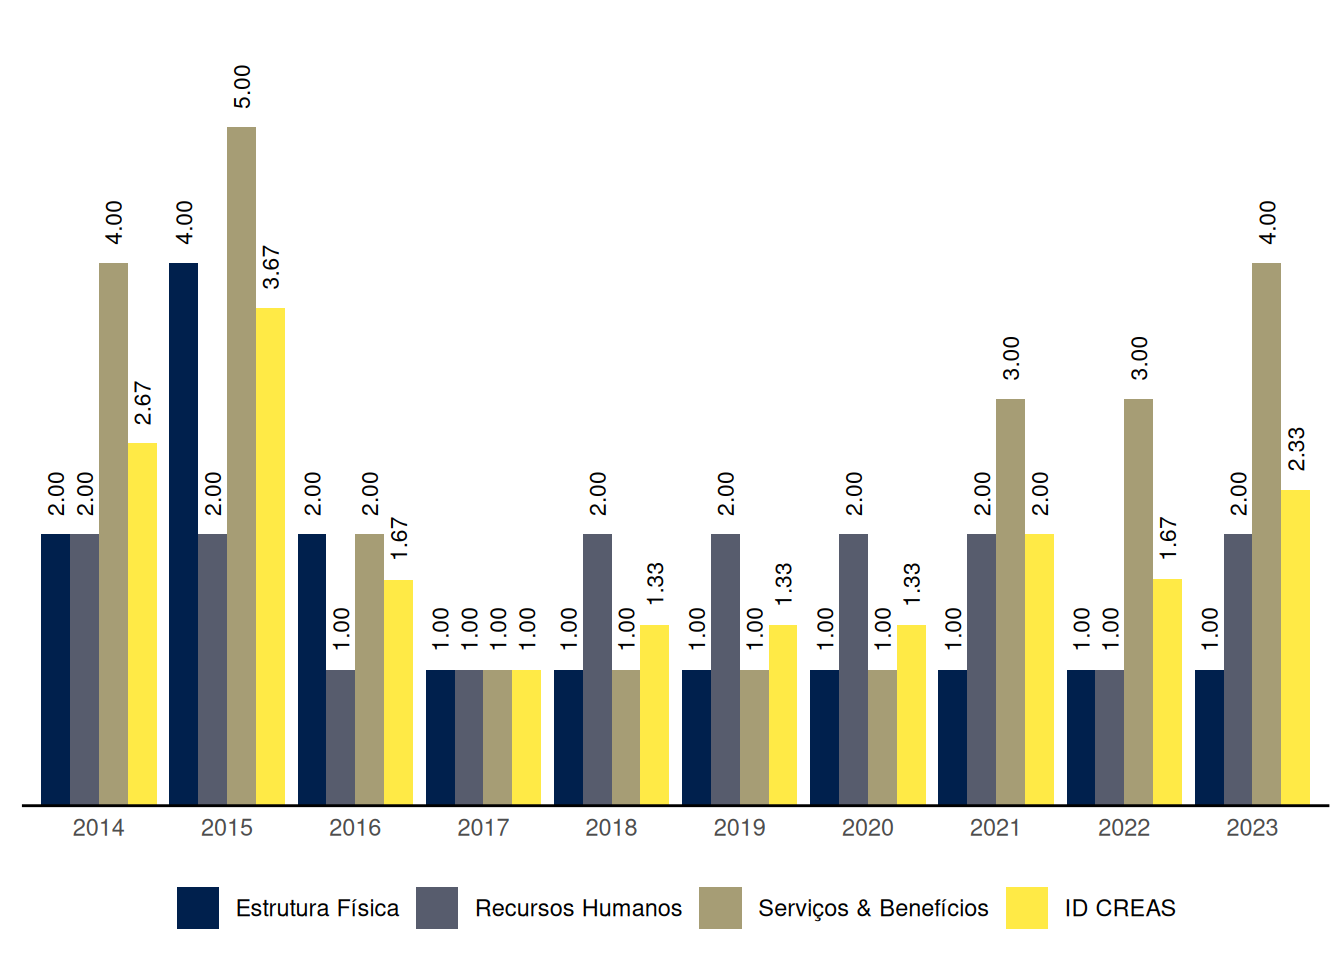 5.00
4.00 4.00 4.00
3.67
3.00 3.00
2.67
2.33
2.00 2.00 2.00 2.00 2.00 2.00 2.00 2.00 2.00 2.00 2.00
1.67 1.67
1.33 1.33 1.33
1.00 1.00 1.00 1.00 1.00 1.00 1.00 1.00 1.00 1.00 1.00 1.00 1.00 1.00 1.00
2014 2015 2016 2017 2018 2019 2020 2021 2022 2023
Estrutura Física Recursos Humanos Serviços & Benefícios ID CREAS